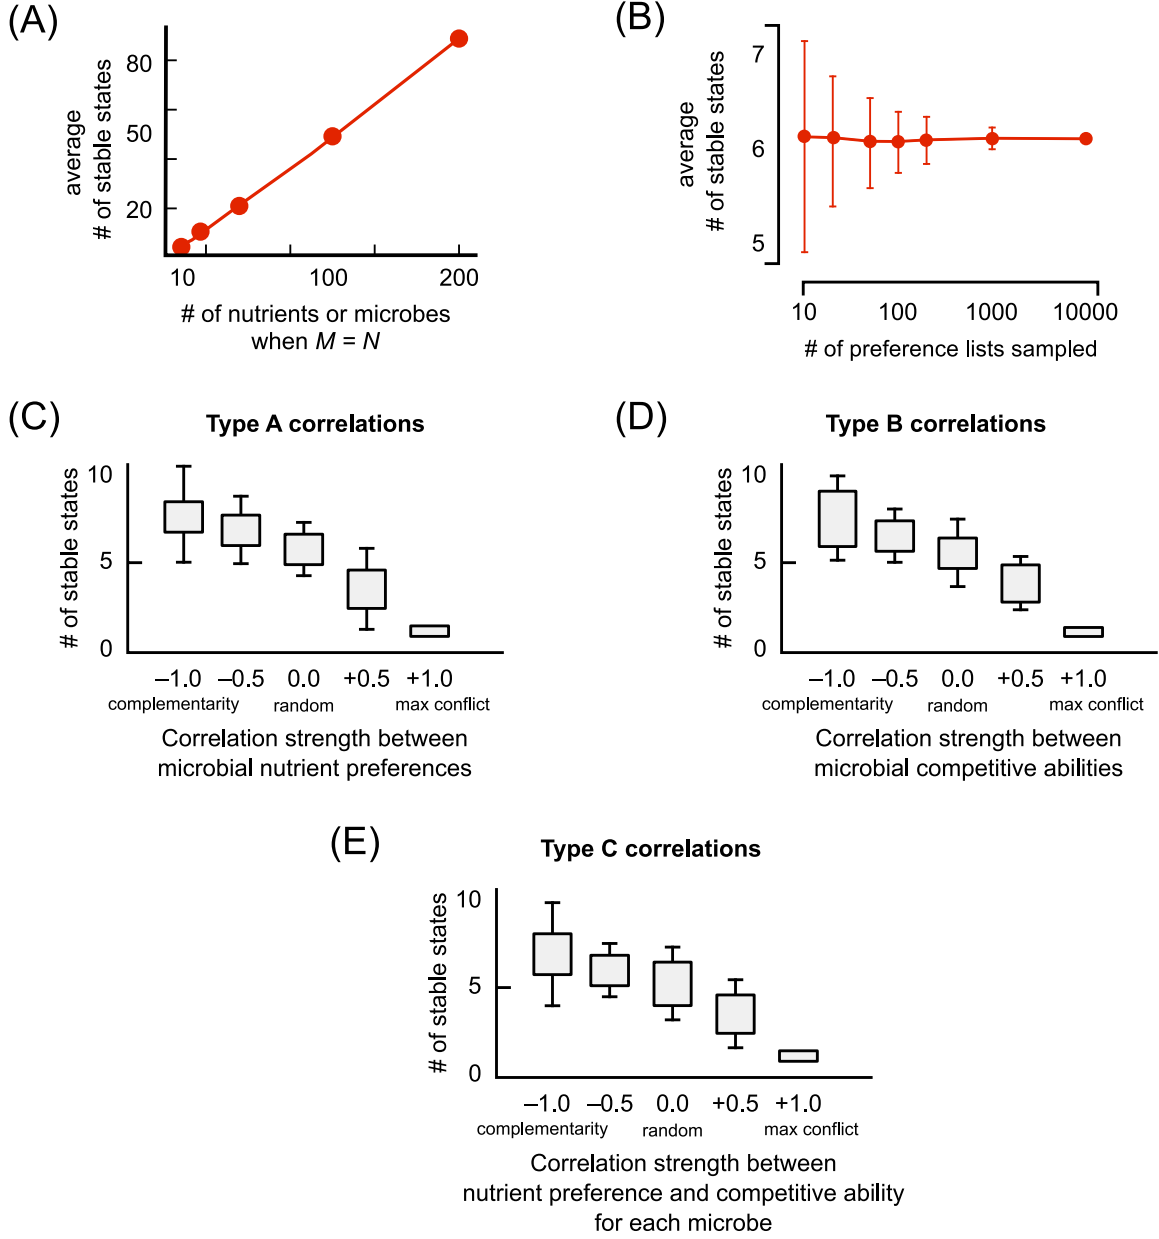 (A)
average
# of stable states
80
50
20
10
100
200
# of nutrients or microbes
when M = N
(B)
average
# of stable states
7
6
5
10
100
1000
10000
# of preference lists sampled
(C)
Type A correlations
# of stable states
10
5
0
–1.0 –0.5 0.0 +0.5 +1.0
complementarity random max conflict
Correlation strength between
microbial nutrient preferences
(D)
Type B correlations
# of stable states
10
5
0
–1.0 –0.5 0.0 +0.5 +1.0
complementarity random max conflict
Correlation strength between
microbial competitive abilities
(E)
Type C correlations
# of stable states
10
5
0
–1.0 –0.5 0.0 +0.5 +1.0
complementarity random max conflict
Correlation strength between
nutrient preference and competitive ability
for each microbe